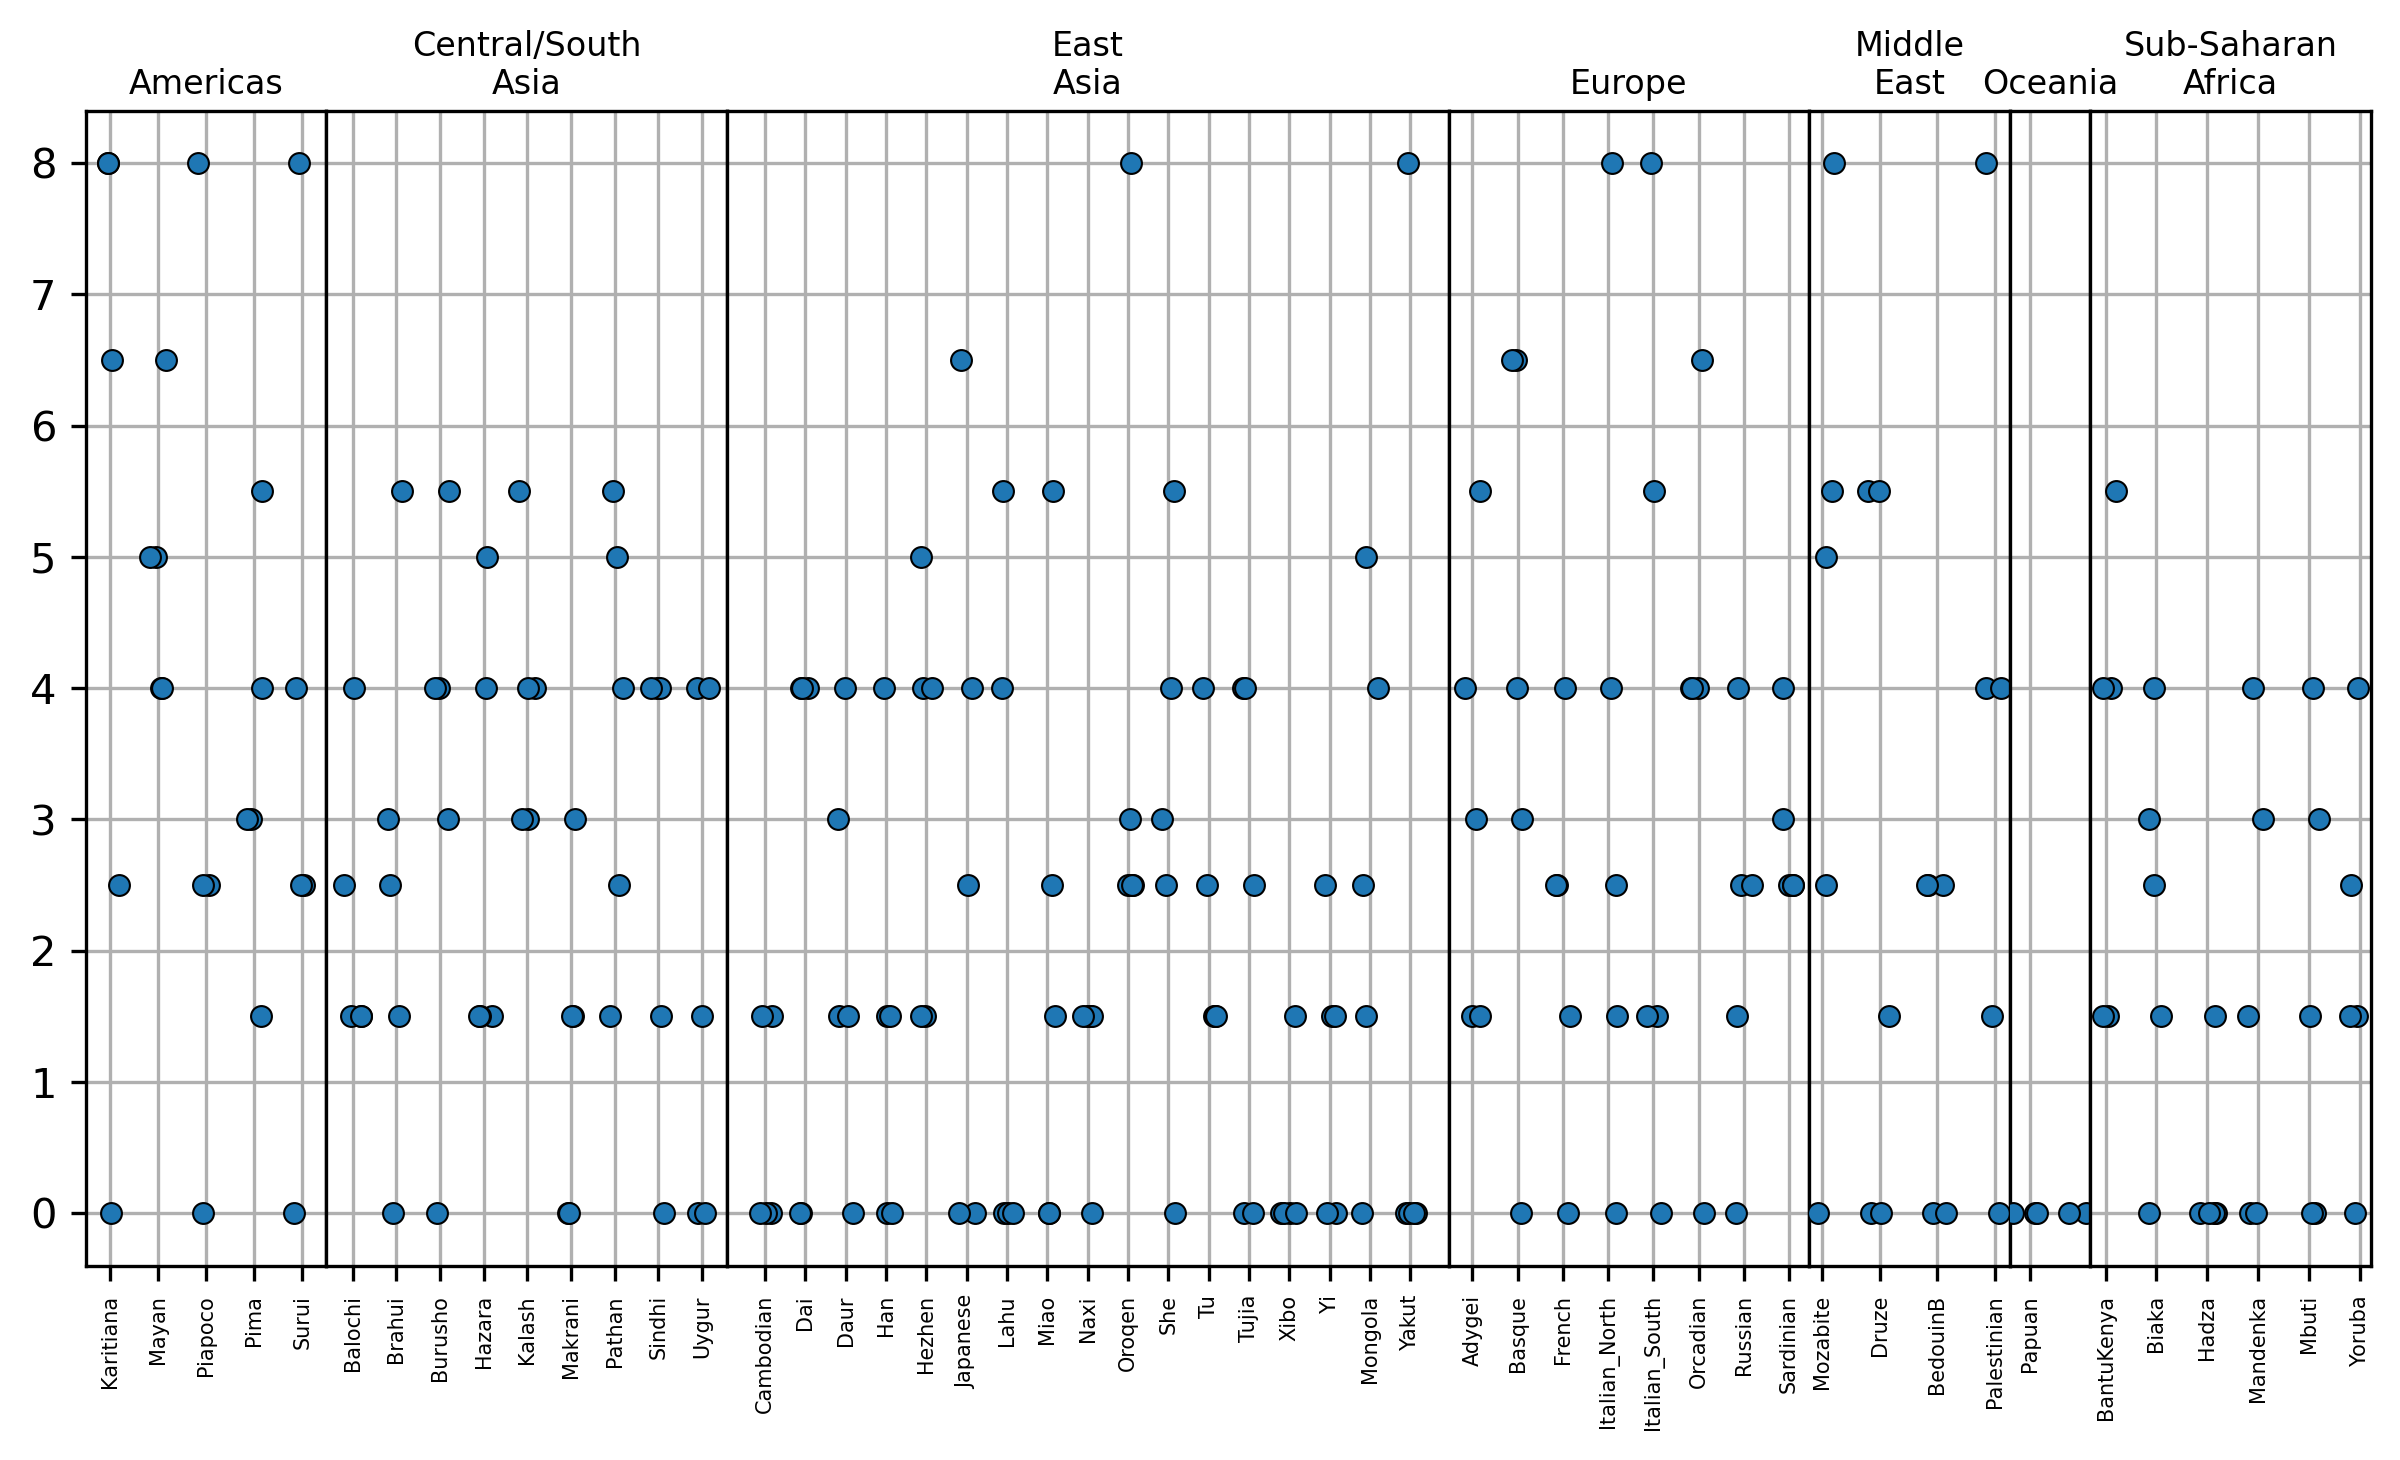 Americas
Central/South
Asia
East
Asia
Europe
Middle
East
Oceania
Sub-Saharan
Africa
8
7
6
5
4
3
2
1
0
Karitiana
Mayan
Piapoco
Pima
Surui
Balochi
Brahui
Burusho
Hazara
Kalash
Makrani
Pathan
Sindhi
Uygur
Cambodian
Dai
Daur
Han
Hezhen
Japanese
Lahu
Miao
Naxi
Oroqen
She
Tu
Tujia
Xibo
Yi
Mongola
Yakut
Adygei
Basque
French
Italian_North
Italian_South
Orcadian
Russian
Sardinian
Mozabite
Druze
BedouinB
Palestinian
Papuan
BantuKenya
Biaka
Hadza
Mandenka
Mbuti
Yoruba